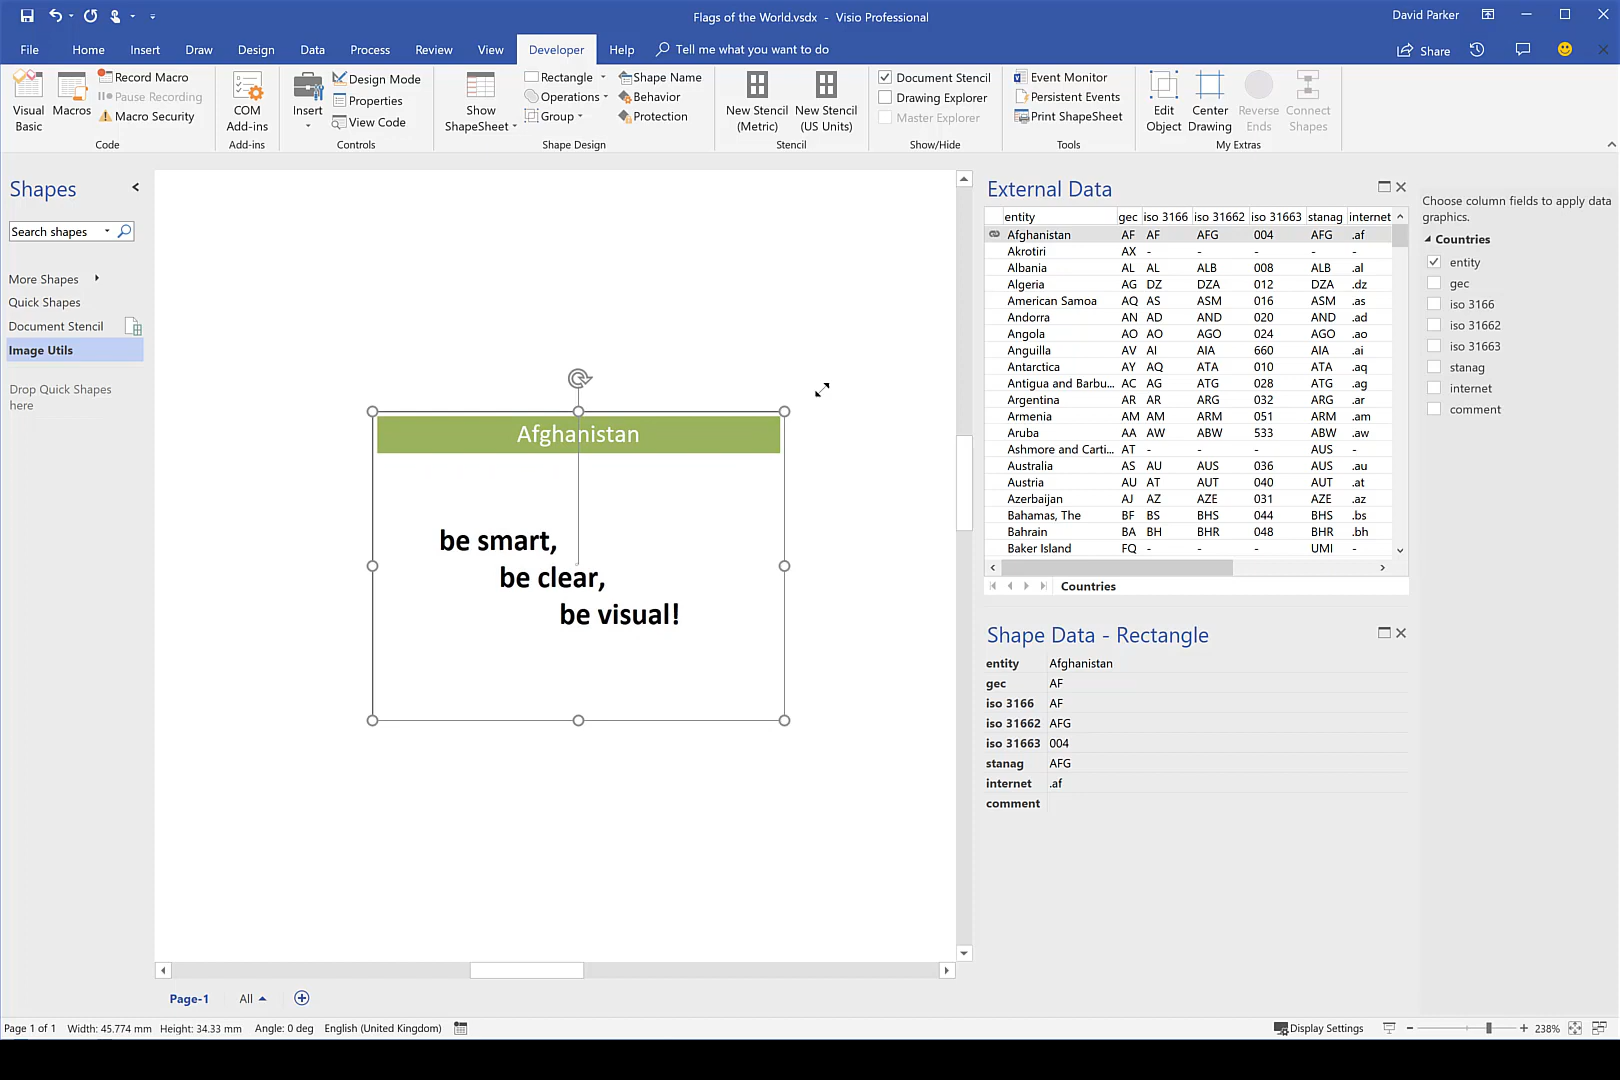 Flags of the World.vsdx - Visio Professional
David Parker
File Home Insert Draw Design Data Process Review View Developer Help Tell me what you want to do
Share
Visual Basic
Macros
Record Macro
Pause Recording
Macro Security
Code
COM Add-ins
Add-ins
Insert
Design Mode
Properties
View Code
Controls
Show ShapeSheet
Rectangle
Operations
Group
Shape Name
Behavior
Protection
Shape Design
New Stencil (Metric)
New Stencil (US Units)
Stencil
Document Stencil
Drawing Explorer
Master Explorer
Show/Hide
Event Monitor
Persistent Events
Print ShapeSheet
Tools
Edit Object
Center Drawing
Reverse Ends
Connect Shapes
My Extras
Shapes
Search shapes
More Shapes
Quick Shapes
Document Stencil
Image Utils
Drop Quick Shapes
here
Afghanistan
be smart,
be clear,
be visual!
External Data
entity gec iso 3166 iso 31662 iso 31663 stanag internet
Afghanistan AF AF AFG 004 AFG .af
Akrotiri AX - - - - -
Albania AL AL ALB 008 ALB .al
Algeria AG DZ DZA 012 DZA .dz
American Samoa AQ AS ASM 016 ASM .as
Andorra AN AD AND 020 AND .ad
Angola AO AO AGO 024 AGO .ao
Anguilla AV AI AIA 660 AIA .ai
Antarctica AY AQ ATA 010 ATA .aq
Antigua and Barbu... AC AG ATG 028 ATG .ag
Argentina AR AR ARG 032 ARG .ar
Armenia AM AM ARM 051 ARM .am
Aruba AA AW ABW 533 ABW .aw
Ashmore and Carti... AT - - - AUS -
Australia AS AU AUS 036 AUS .au
Austria AU AT AUT 040 AUT .at
Azerbaijan AJ AZ AZE 031 AZE .az
Bahamas, The BF BS BHS 044 BHS .bs
Bahrain BA BH BHR 048 BHR .bh
Baker Island FQ - - - UMI -
Countries
Shape Data - Rectangle
entity Afghanistan
gec AF
iso 3166 AF
iso 31662 AFG
iso 31663 004
stanag AFG
internet .af
comment
Choose column fields to apply data
graphics.
Countries
entity
gec
iso 3166
iso 31662
iso 31663
stanag
internet
comment
Page-1 All
Page 1 of 1 Width: 45.774 mm Height: 34.33 mm Angle: 0 deg English (United Kingdom) Display Settings 238%